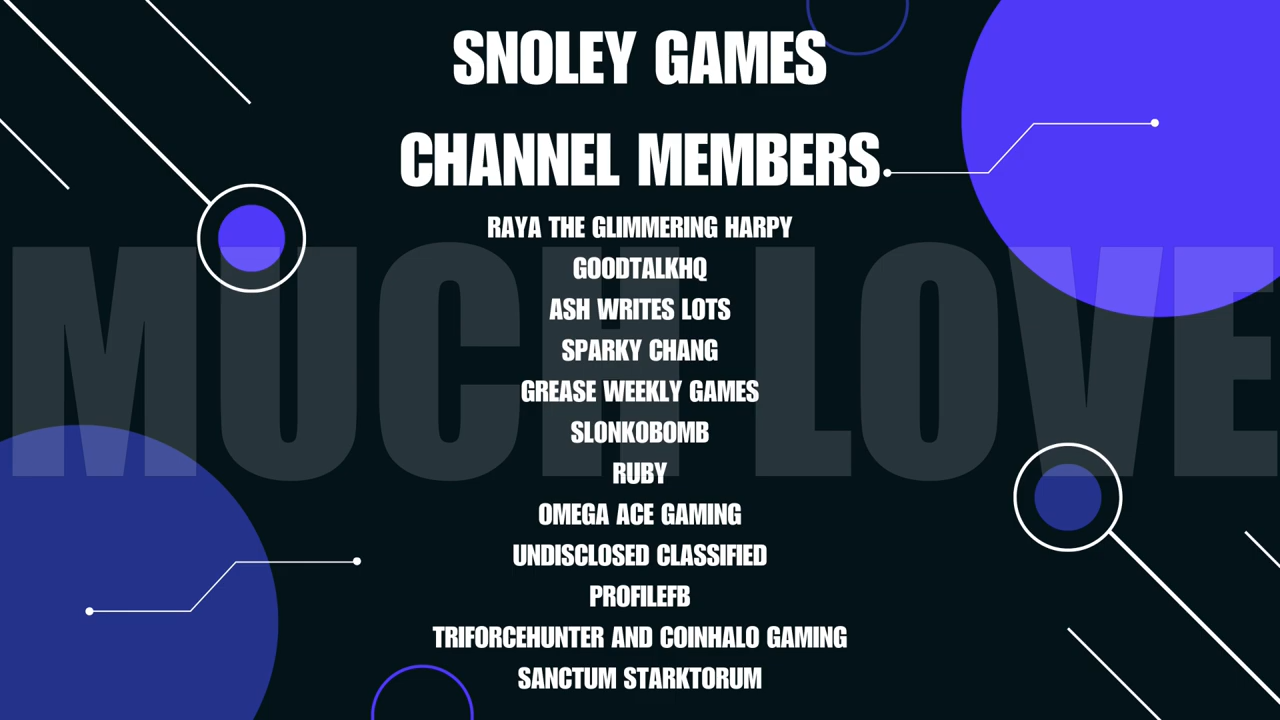 SNOLEY GAMES
CHANNEL MEMBERS
RAYA THE GLIMMERING HARPY
GOODTALKHQ
ASH WRITES LOTS
SPARKY CHANG
GREASE WEEKLY GAMES
SLONKOBOMB
RUBY
OMEGA ACE GAMING
UNDISCLOSED CLASSIFIED
PROFILEFB
TRIFORCEHUNTER AND COINHALO GAMING
SANCTUM STARKTORUM
MUCH LOVE